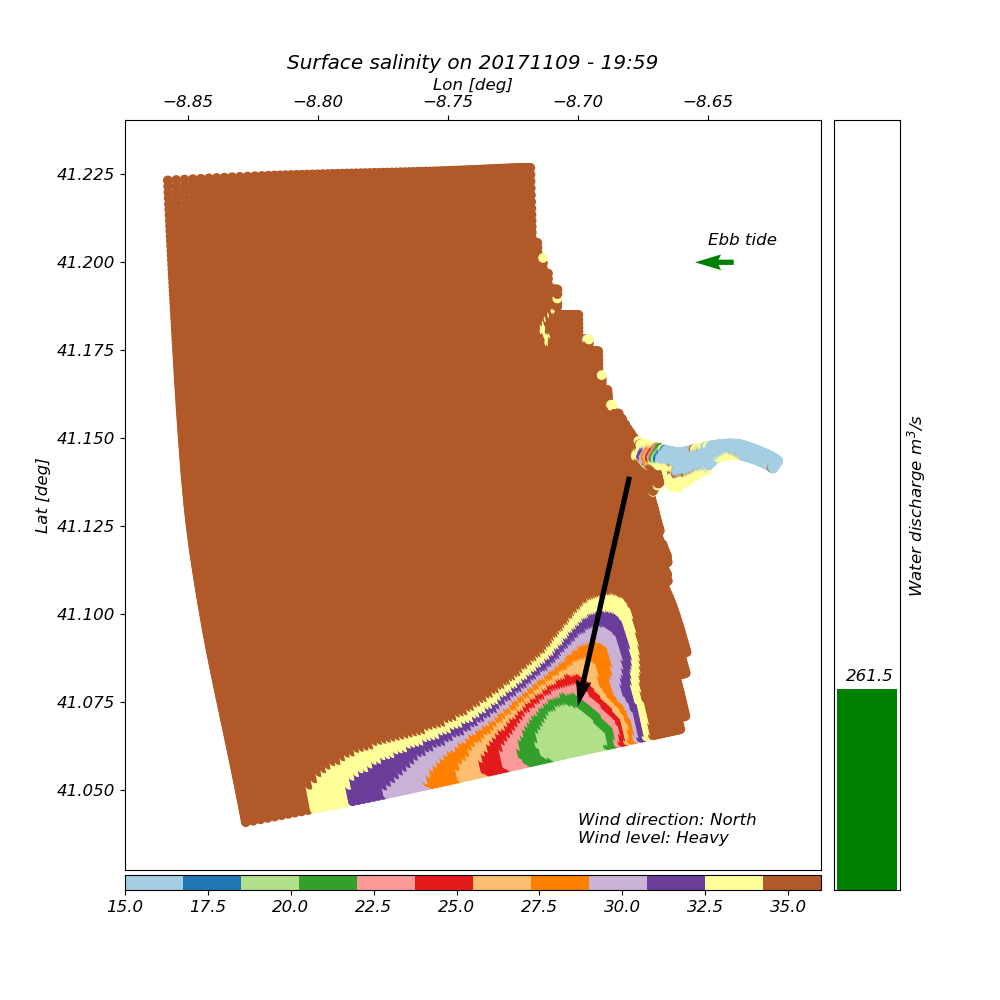 Surface salinity on 20171109 - 19:59
Lon [deg]
−8.85 −8.80 −8.75 −8.70 −8.65
41.225
41.200
41.175
41.150
41.125
41.100
41.075
41.050
Lat [deg]
Ebb tide
Wind direction: North
Wind level: Heavy
261.5
Water discharge m³/s
15.0 17.5 20.0 22.5 25.0 27.5 30.0 32.5 35.0